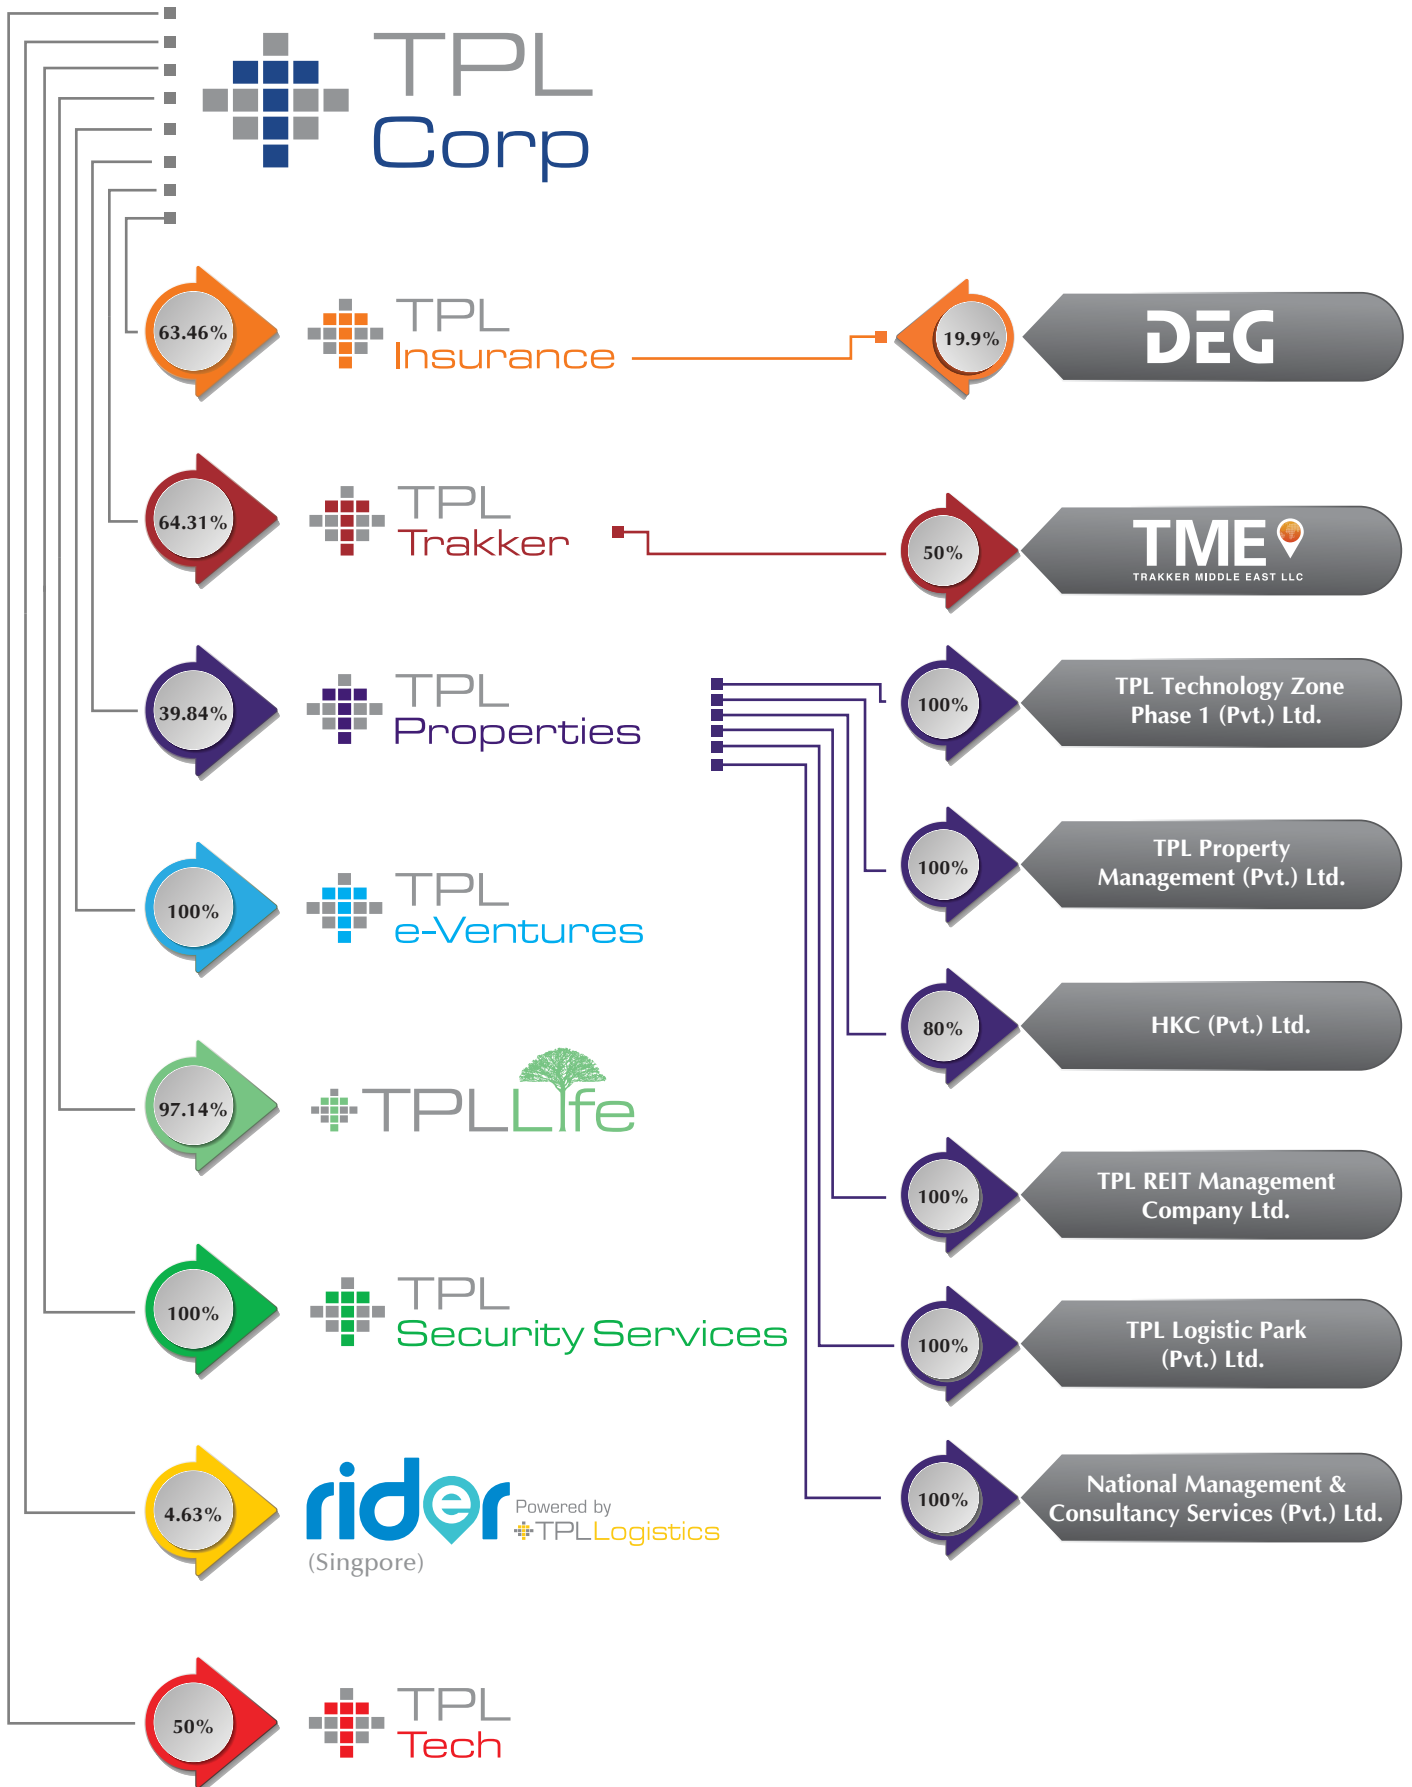 TPL
Corp
63.46%
TPL
Insurance
19.9%
DEG
64.31%
TPL
Trakker
50%
TME
TRAKKER MIDDLE EAST LLC
39.84%
TPL
Properties
100%
TPL Technology Zone
Phase 1 (Pvt.) Ltd.
100%
TPL Property
Management (Pvt.) Ltd.
100%
TPL
e-Ventures
80%
HKC (Pvt.) Ltd.
97.14%
TPLLife
100%
TPL REIT Management
Company Ltd.
100%
TPL
Security Services
100%
TPL Logistic Park
(Pvt.) Ltd.
4.63%
rider
Powered by
TPLLogistics
(Singpore)
100%
National Management &
Consultancy Services (Pvt.) Ltd.
50%
TPL
Tech